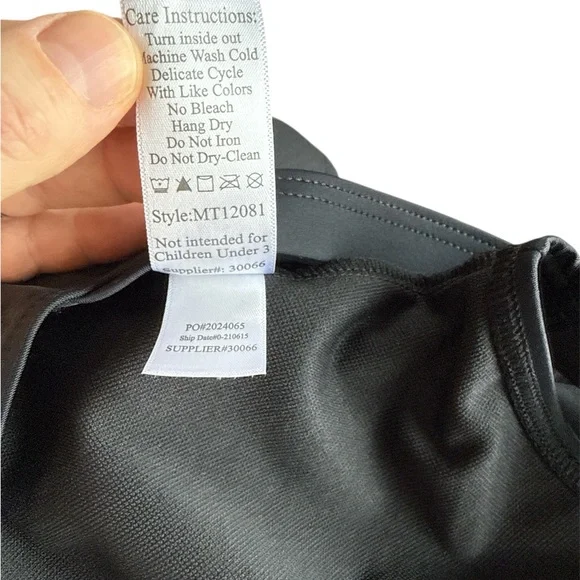 Care Instructions:
Turn inside out
Machine Wash Cold
Delicate Cycle
With Like Colors
No Bleach
Hang Dry
Do Not Iron
Do Not Dry-Clean
Style:MT12081
Not intended for
Children Under 3
Supplier#: 30066
PO#2024065
Ship Date#0-210615
SUPPLIER#30066